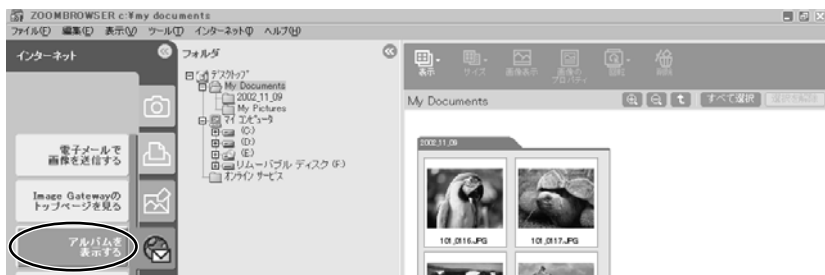 ZOOMBROWSER c:¥my documents
ファイル(F) 編集(E) 表示(V) ツール(T) インターネット(I) ヘルプ(H)
インターネット
電子メールで
画像を送信する
Image Gatewayの
トップページを見る
アルバムを
表示する
フォルダ
デスクトップ
My Documents
2002_11_09
My Pictures
マイ コンピュータ
(C:)
(D:)
(E:)
リムーバブル ディスク (F:)
オンライン サービス
表示
サイズ
画像表示
画像の
プロパティ
回転
削除
My Documents
すべて選択
選択を解除
2002_11_09
101_0116.JPG
101_0117.JPG